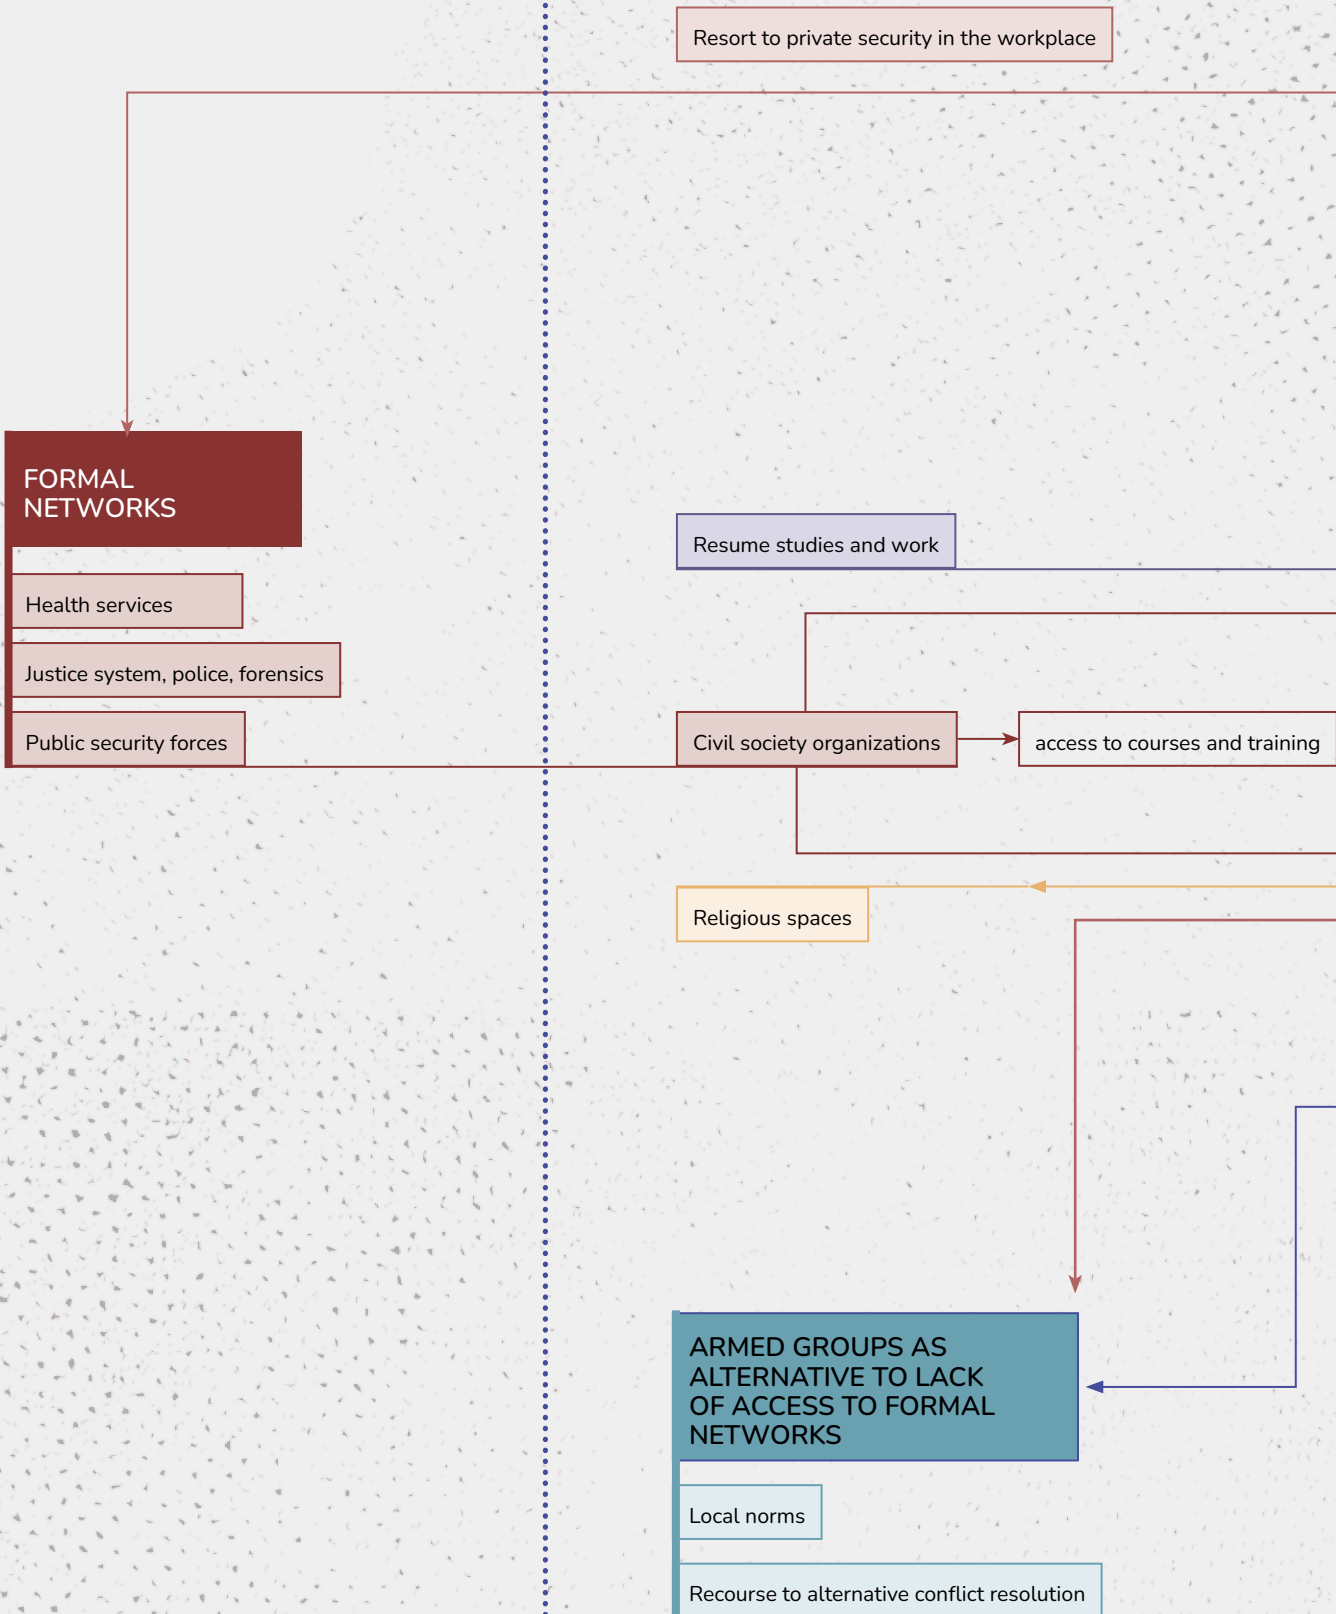 Resort to private security in the workplace
FORMAL
NETWORKS
Health services
Justice system, police, forensics
Public security forces
Resume studies and work
Civil society organizations
access to courses and training
Religious spaces
ARMED GROUPS AS
ALTERNATIVE TO LACK
OF ACCESS TO FORMAL
NETWORKS
Local norms
Recourse to alternative conflict resolution